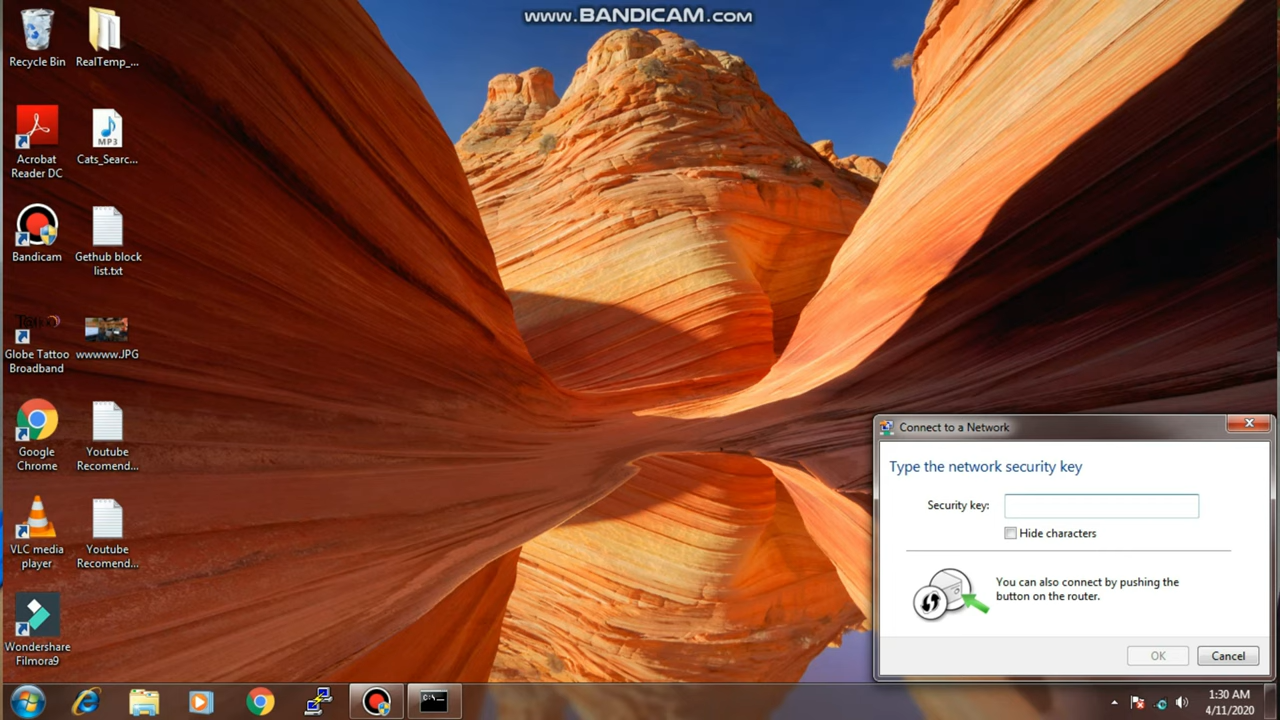 www.BANDICAM.com
Recycle Bin
RealTemp_...
Acrobat
Reader DC
MP3
Cats_Searc...
Bandicam
Gethub block
list.txt
Globe Tattoo
Broadband
wwwww.JPG
Google
Chrome
Youtube
Recomend...
VLC media
player
Youtube
Recomend...
Wondershare
Filmora9
Connect to a Network
Type the network security key
Security key:
Hide characters
You can also connect by pushing the
button on the router.
OK
Cancel
C:\._
1:30 AM
4/11/2020